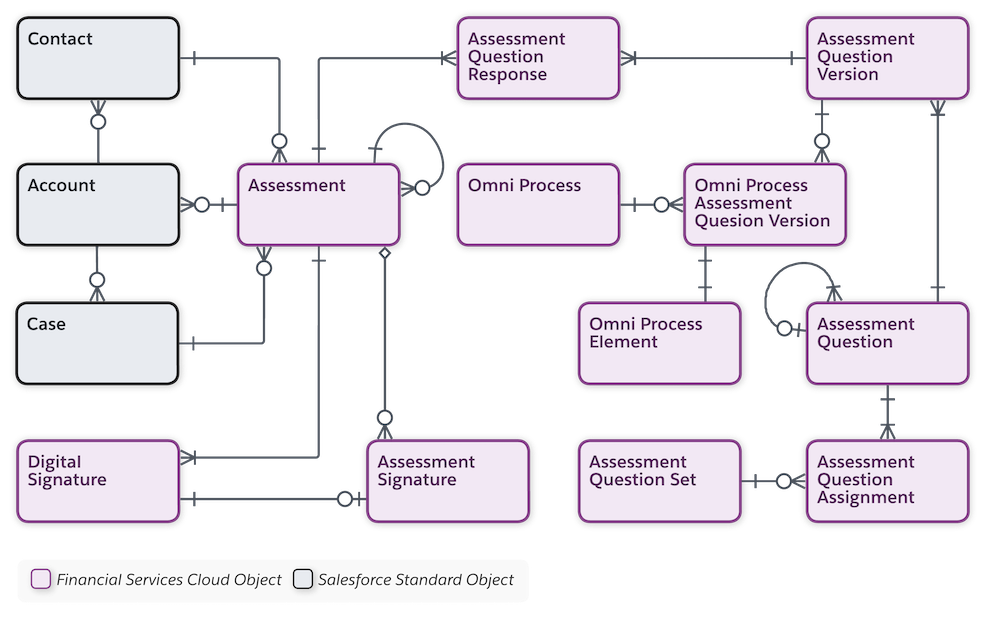 Contact
Assessment
Question
Response
Assessment
Question
Version
Account
Assessment
Omni Process
Omni Process
Assessment
Quesion Version
Case
Omni Process
Element
Assessment
Question
Digital
Signature
Assessment
Signature
Assessment
Question Set
Assessment
Question
Assignment
Financial Services Cloud Object
Salesforce Standard Object